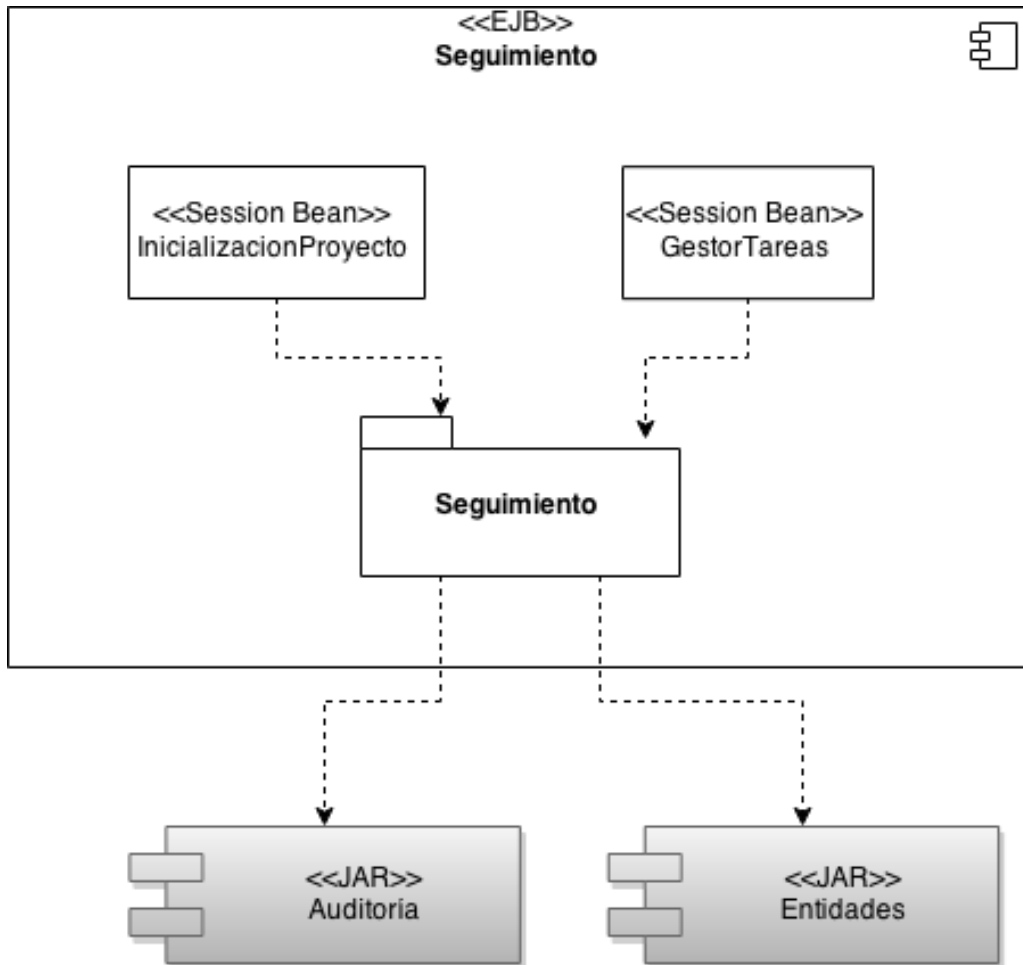 <<EJB>>
Seguimiento
<<Session Bean>>
InicializacionProyecto
<<Session Bean>>
GestorTareas
Seguimiento
<<JAR>>
Auditoria
<<JAR>>
Entidades